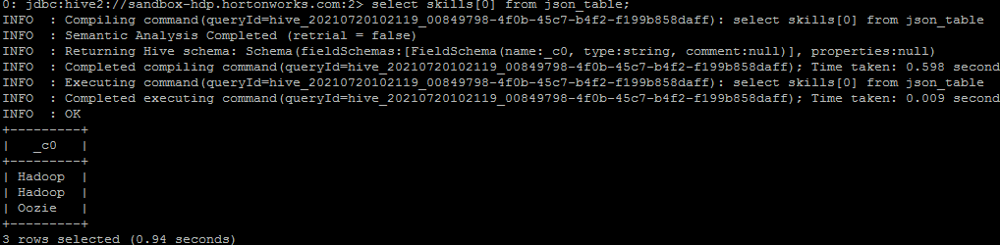 0: jdbc:hive2://sandbox-hdp.hortonworks.com:2> select skills[0] from json_table;
INFO  : Compiling command(queryId=hive_20210720102119_00849798-4f0b-45c7-b4f2-f199b858daff): select skills[0] from json_table
INFO  : Semantic Analysis Completed (retrial = false)
INFO  : Returning Hive schema: Schema(fieldSchemas:[FieldSchema(name:_c0, type:string, comment:null)], properties:null)
INFO  : Completed compiling command(queryId=hive_20210720102119_00849798-4f0b-45c7-b4f2-f199b858daff); Time taken: 0.598 second
INFO  : Executing command(queryId=hive_20210720102119_00849798-4f0b-45c7-b4f2-f199b858daff): select skills[0] from json_table
INFO  : Completed executing command(queryId=hive_20210720102119_00849798-4f0b-45c7-b4f2-f199b858daff); Time taken: 0.009 second
INFO  : OK
+---------+
|   _c0   |
+---------+
| Hadoop  |
| Hadoop  |
| Oozie   |
+---------+
3 rows selected (0.94 seconds)